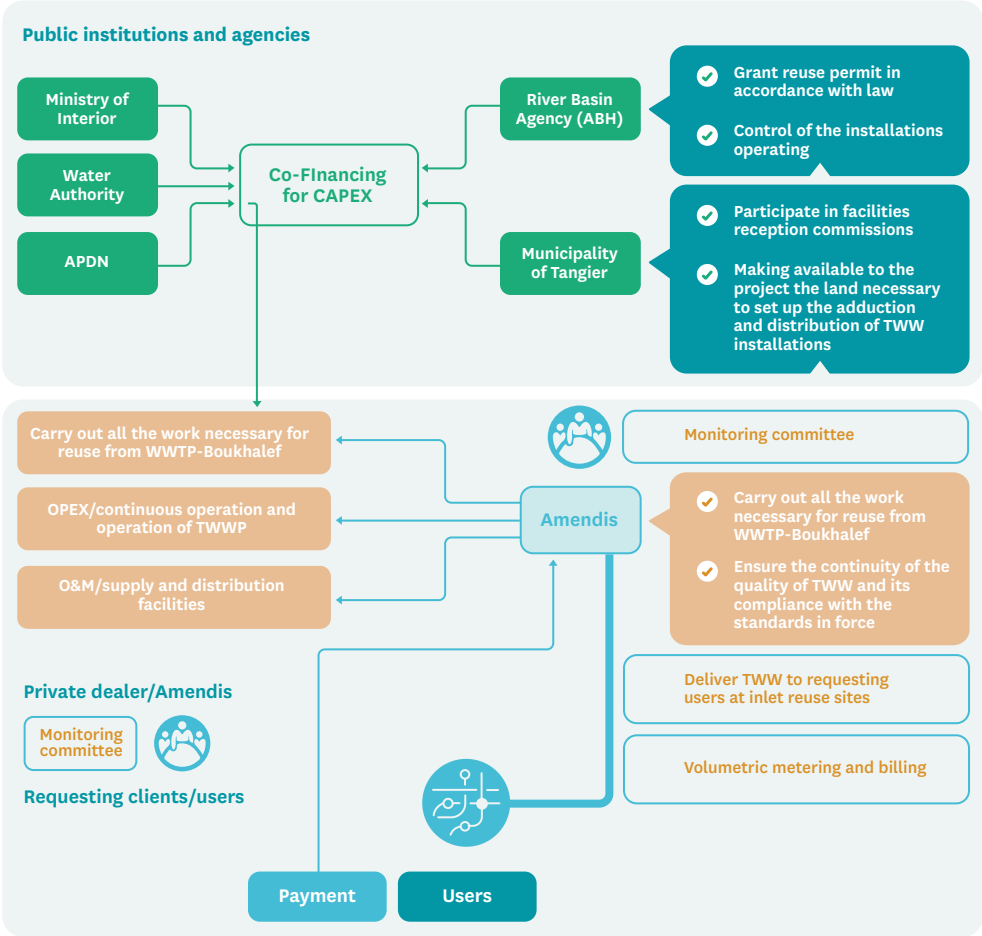 Public institutions and agencies
Ministry of
Interior
Water
Authority
APDN
Co-FInancing
for CAPEX
River Basin
Agency (ABH)
Municipality
of Tangier
Grant reuse permit in
accordance with law
Control of the installations
operating
Participate in facilities
reception commissions
Making available to the
project the land necessary
to set up the adduction
and distribution of TWW
installations
Carry out all the work necessary for
reuse from WWTP-Boukhalef
OPEX/continuous operation and
operation of TWWP
O&M/supply and distribution
facilities
Amendis
Monitoring committee
Carry out all the work
necessary for reuse from
WWTP-Boukhalef
Ensure the continuity of the
quality of TWW and its
compliance with the
standards in force
Deliver TWW to requesting
users at inlet reuse sites
Volumetric metering and billing
Private dealer/Amendis
Monitoring
committee
Requesting clients/users
Payment
Users